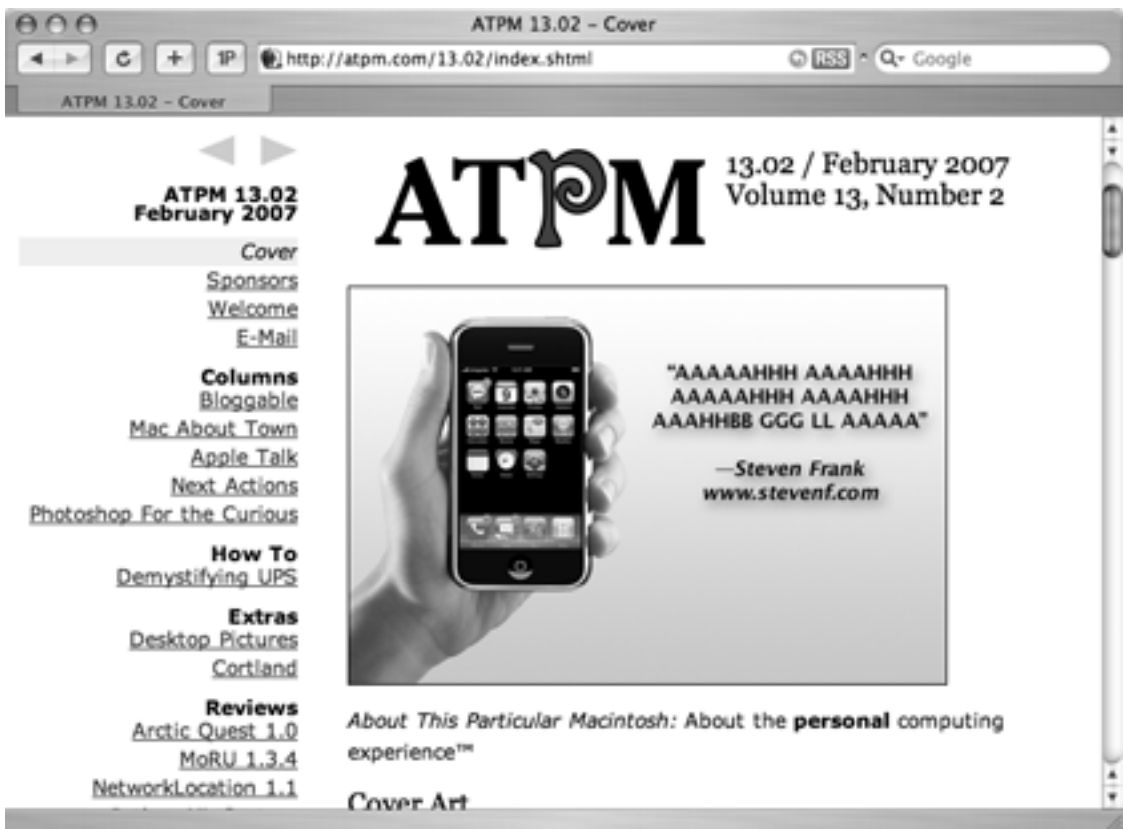 ATPM 13.02 – Cover
1P
http://atpm.com/13.02/index.shtml
RSS
Google
ATPM 13.02 – Cover
ATPM 13.02
February 2007
Cover
Sponsors
Welcome
E-Mail
Columns
Bloggable
Mac About Town
Apple Talk
Next Actions
Photoshop For the Curious
How To
Demystifying UPS
Extras
Desktop Pictures
Cortland
Reviews
Arctic Quest 1.0
MoRU 1.3.4
NetworkLocation 1.1
ATPM
13.02 / February 2007
Volume 13, Number 2
"AAAAAHHH AAAAHHH
AAAAAHHH AAAAHHH
AAAHHBB GGG LL AAAAA"
—Steven Frank
www.stevenf.com
About This Particular Macintosh: About the personal computing
experience™
Cover Art